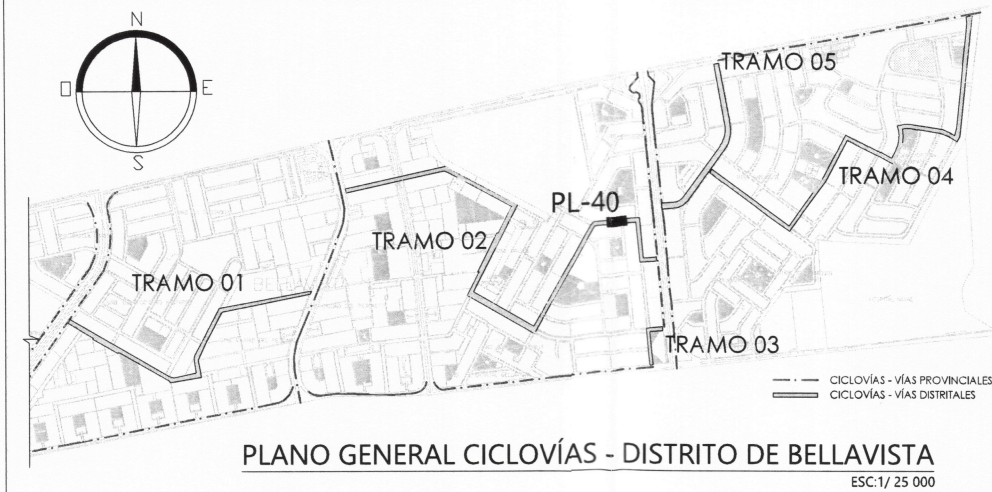 N
O
E
S
TRAMO 05
TRAMO 04
PL-40
TRAMO 02
TRAMO 01
TRAMO 03
CICLOVÍAS - VÍAS PROVINCIALES
CICLOVÍAS - VÍAS DISTRITALES
PLANO GENERAL CICLOVÍAS - DISTRITO DE BELLAVISTA
ESC:1/ 25 000